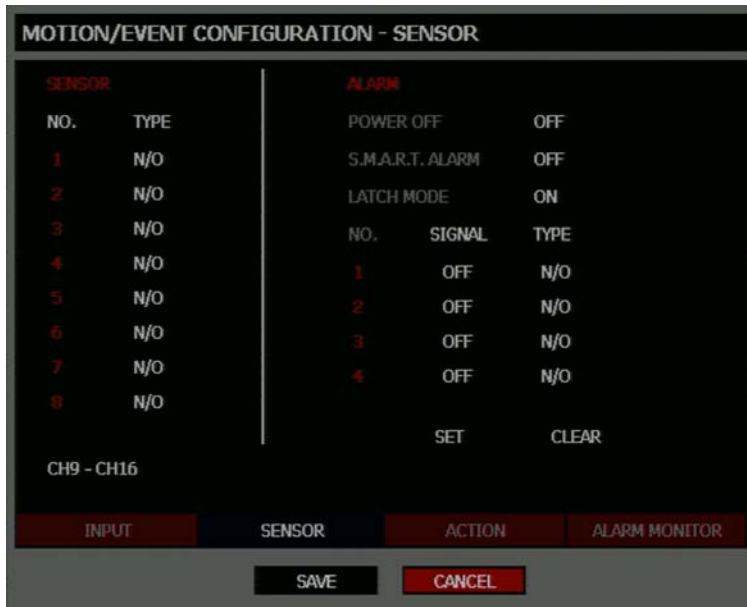 MOTION/EVENT CONFIGURATION - SENSOR
SENSOR
NO. TYPE
1 N/O
2 N/O
3 N/O
4 N/O
5 N/O
6 N/O
7 N/O
8 N/O
CH9 - CH16
ALARM
POWER OFF OFF
S.M.A.R.T. ALARM OFF
LATCH MODE ON
NO. SIGNAL TYPE
1 OFF N/O
2 OFF N/O
3 OFF N/O
4 OFF N/O
SET CLEAR
INPUT SENSOR ACTION ALARM MONITOR
SAVE CANCEL